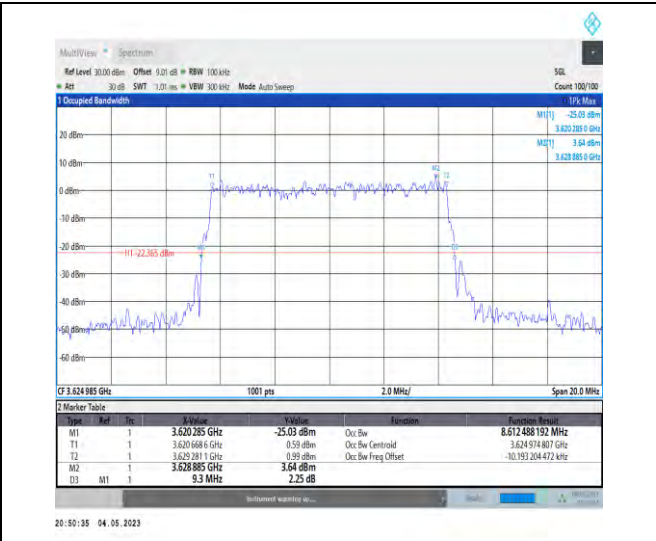 MultiView Spectrum
Ref Level 30.00 dBm Offset 9.01 dB RBW 100 kHz SGL
Att 30 dB SWT 1.01 ms VBW 300 kHz Mode Auto Sweep Count 100/100
1 Occupied Bandwidth 1Pk Max
M1[1] -25.03 dBm
3.620 285 0 GHz
M2[1] 3.64 dBm
3.628 885 0 GHz
20 dBm
10 dBm
M2
T1 T2
0 dBm
-10 dBm
-20 dBm
H1 -22.365 dBm
M1 D3
-30 dBm
-40 dBm
-50 dBm
-60 dBm
CF 3.624 985 GHz 1001 pts 2.0 MHz/ Span 20.0 MHz
2 Marker Table
Type Ref Trc X-Value Y-Value Function Function Result
M1 1 3.620 285 GHz -25.03 dBm Occ Bw 8.612 488 192 MHz
T1 1 3.620 668 6 GHz 0.59 dBm Occ Bw Centroid 3.624 974 807 GHz
T2 1 3.629 281 1 GHz 0.99 dBm Occ Bw Freq Offset -10.193 204 472 kHz
M2 1 3.628 885 GHz 3.64 dBm
D3 M1 1 9.3 MHz 2.25 dB
Instrument warming up...
20:50:35 04.05.2023